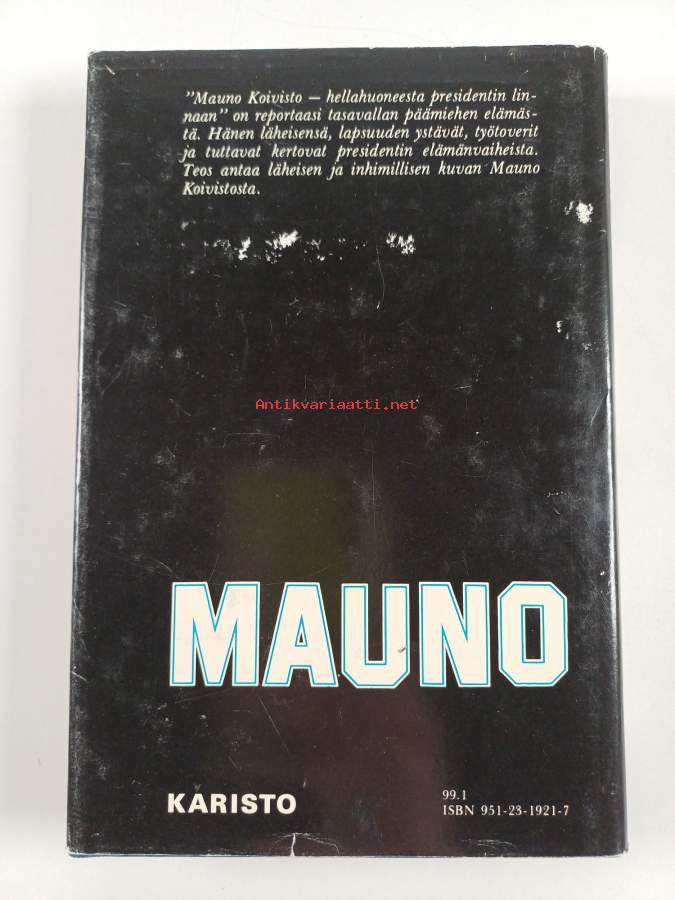 "Mauno Koivisto — hellahuoneesta presidentin lin-
naan" on reportaasi tasavallan päämiehen elämäs-
tä. Hänen läheisensä, lapsuuden ystävät, työtoverit
ja tuttavat kertovat presidentin elämänvaiheista.
Teos antaa läheisen ja inhimillisen kuvan Mauno
Koivistosta.
Antikvariaatti.net
MAUNO
KARISTO
99.1
ISBN 951-23-1921-7